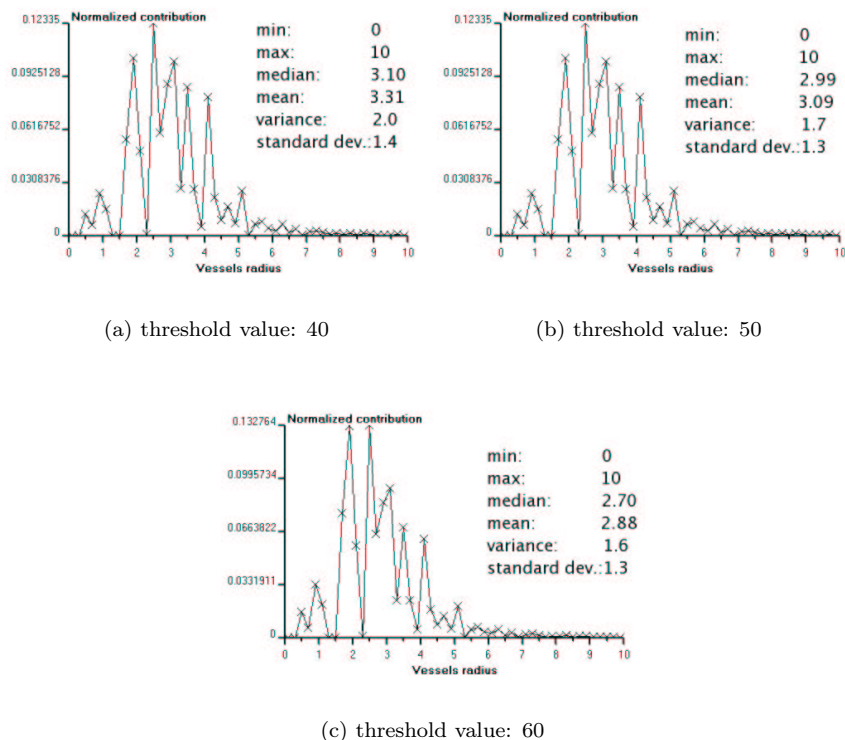 Normalized contribution
0.12335
0.0925128
0.0616752
0.0308376
0
0 1 2 3 4 5 6 7 8 9 10
Vessels radius
min: 0
max: 10
median: 3.10
mean: 3.31
variance: 2.0
standard dev.:1.4
(a) threshold value: 40
Normalized contribution
0.12335
0.0925128
0.0616752
0.0308376
0
0 1 2 3 4 5 6 7 8 9 10
Vessels radius
min: 0
max: 10
median: 2.99
mean: 3.09
variance: 1.7
standard dev.:1.3
(b) threshold value: 50
Normalized contribution
0.132764
0.0995734
0.0663822
0.0331911
0
0 1 2 3 4 5 6 7 8 9 10
Vessels radius
min: 0
max: 10
median: 2.70
mean: 2.88
variance: 1.6
standard dev.:1.3
(c) threshold value: 60